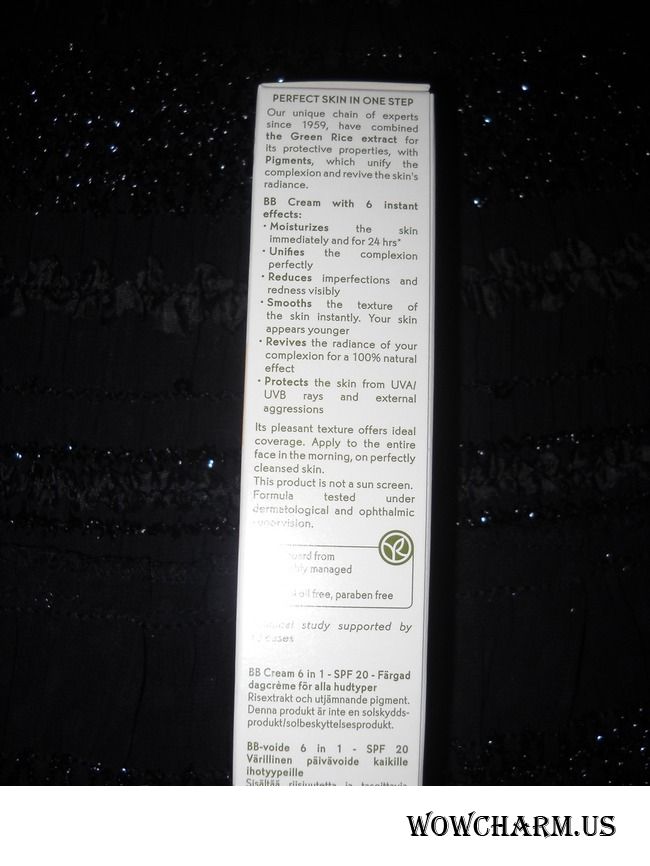 PERFECT SKIN IN ONE STEP
Our unique chain of experts
since 1959, have combined
the Green Rice extract for
its protective properties, with
Pigments, which unify the
complexion and revive the skin's
radiance.
BB Cream with 6 instant
effects:
• Moisturizes the skin
immediately and for 24 hrs*
• Unifies the complexion
perfectly
• Reduces imperfections and
redness visibly
• Smooths the texture of
the skin instantly. Your skin
appears younger
• Revives the radiance of your
complexion for a 100% natural
effect
• Protects the skin from UVA/
UVB rays and external
aggressions
Its pleasant texture offers ideal
coverage. Apply to the entire
face in the morning, on perfectly
cleansed skin.
This product is not a sun screen.
Formula tested under
dermatological and ophthalmic
supervision.
from
managed
oil free, paraben free
study supported by
BB Cream 6 in 1 - SPF 20 - Färgad
dagcrème för alla hudtyper
Risextrakt och utjämnande pigment.
Denna produkt är inte en solskydds-
produkt/solbeskyttelsesprodukt.
BB-voide 6 in 1 - SPF 20
Värillinen päivävoide kaikille
ihotyypeille
WOWCHARM.US